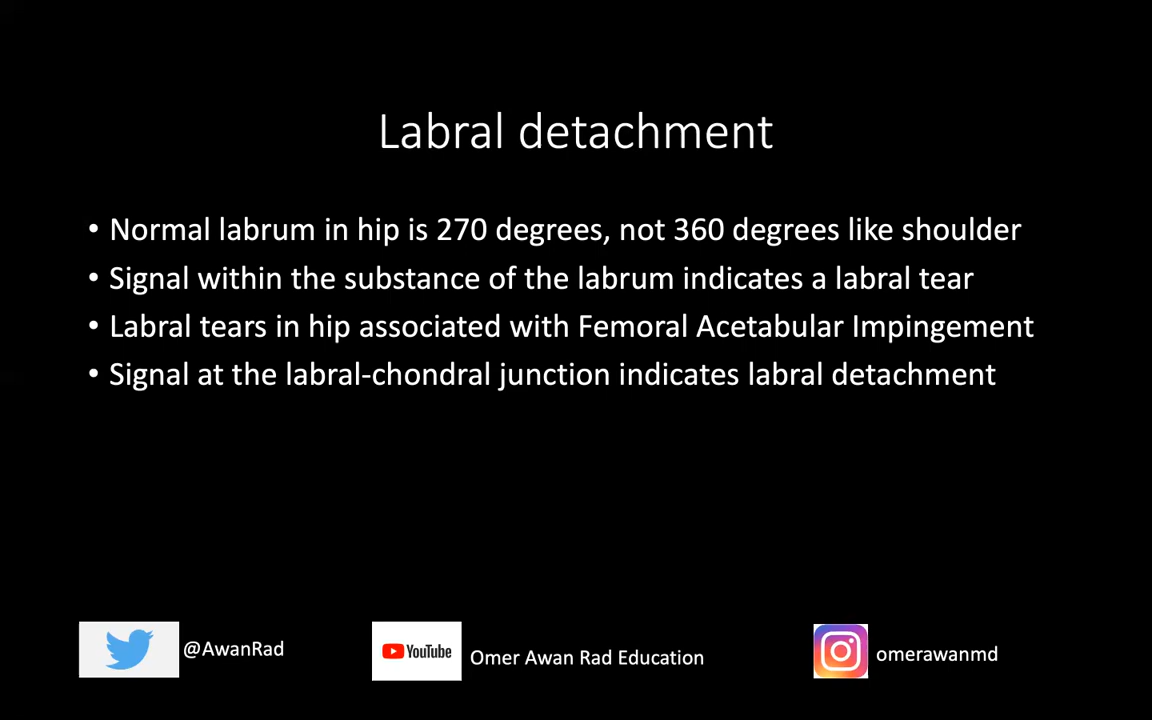 Labral detachment
• Normal labrum in hip is 270 degrees, not 360 degrees like shoulder
• Signal within the substance of the labrum indicates a labral tear
• Labral tears in hip associated with Femoral Acetabular Impingement
• Signal at the labral-chondral junction indicates labral detachment
@AwanRad
YouTube
Omer Awan Rad Education
omerawanmd